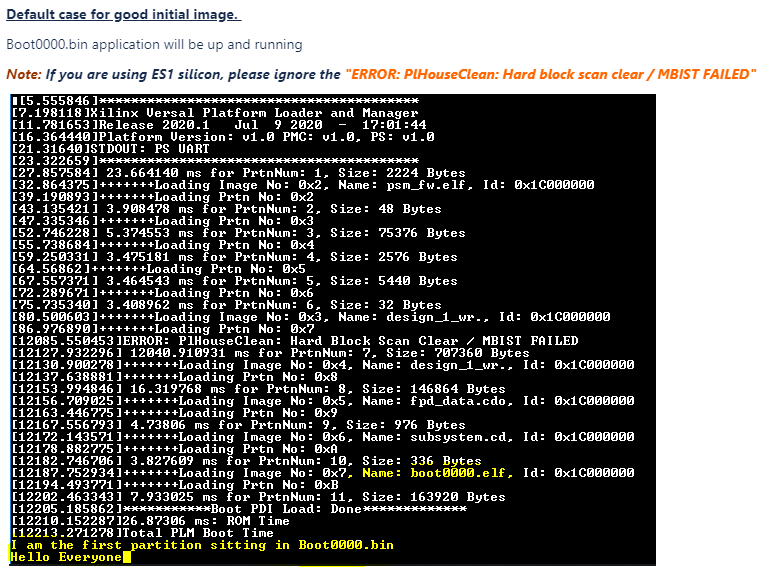 Default case for good initial image.
Boot0000.bin application will be up and running
Note: If you are using ES1 silicon, please ignore the "ERROR: PlHouseClean: Hard block scan clear / MBIST FAILED"
[5.555846]****************************************
[7.198118]Xilinx Versal Platform Loader and Manager
[11.781653]Release 2020.1   Jul  9 2020  -  17:01:44
[16.364440]Platform Version: v1.0 PMC: v1.0, PS: v1.0
[21.31640]STDOUT: PS UART
[23.322659]****************************************
[27.857584] 23.664140 ms for PrtnNum: 1, Size: 2224 Bytes
[32.864375]+++++++Loading Image No: 0x2, Name: psm_fw.elf, Id: 0x1C000000
[39.190893]+++++++Loading Prtn No: 0x2
[43.135421] 3.908478 ms for PrtnNum: 2, Size: 48 Bytes
[47.335346]+++++++Loading Prtn No: 0x3
[52.746228] 5.374553 ms for PrtnNum: 3, Size: 75376 Bytes
[55.738684]+++++++Loading Prtn No: 0x4
[59.250331] 3.475181 ms for PrtnNum: 4, Size: 2576 Bytes
[64.56862]+++++++Loading Prtn No: 0x5
[67.557371] 3.464543 ms for PrtnNum: 5, Size: 5440 Bytes
[72.289671]+++++++Loading Prtn No: 0x6
[75.735340] 3.408962 ms for PrtnNum: 6, Size: 32 Bytes
[80.500603]+++++++Loading Image No: 0x3, Name: design_1_wr., Id: 0x1C000000
[86.976890]+++++++Loading Prtn No: 0x7
[12085.550453]ERROR: PlHouseClean: Hard Block Scan Clear / MBIST FAILED
[12127.932296] 12040.910931 ms for PrtnNum: 7, Size: 707360 Bytes
[12130.900278]+++++++Loading Image No: 0x4, Name: design_1_wr., Id: 0x1C000000
[12137.638881]+++++++Loading Prtn No: 0x8
[12153.994846] 16.319768 ms for PrtnNum: 8, Size: 146864 Bytes
[12156.709025]+++++++Loading Image No: 0x5, Name: fpd_data.cdo, Id: 0x1C000000
[12163.446775]+++++++Loading Prtn No: 0x9
[12167.556793] 4.73806 ms for PrtnNum: 9, Size: 976 Bytes
[12172.143571]+++++++Loading Image No: 0x6, Name: subsystem.cd, Id: 0x1C000000
[12178.882775]+++++++Loading Prtn No: 0xA
[12182.746706] 3.827609 ms for PrtnNum: 10, Size: 336 Bytes
[12187.752934]+++++++Loading Image No: 0x7, Name: boot0000.elf, Id: 0x1C000000
[12194.493771]+++++++Loading Prtn No: 0xB
[12202.463343] 7.933025 ms for PrtnNum: 11, Size: 163920 Bytes
[12205.185862]***********Boot PDI Load: Done*************
[12210.152287]26.87306 ms: ROM Time
[12213.271278]Total PLM Boot Time
I am the first partition sitting in Boot0000.bin
Hello Everyone